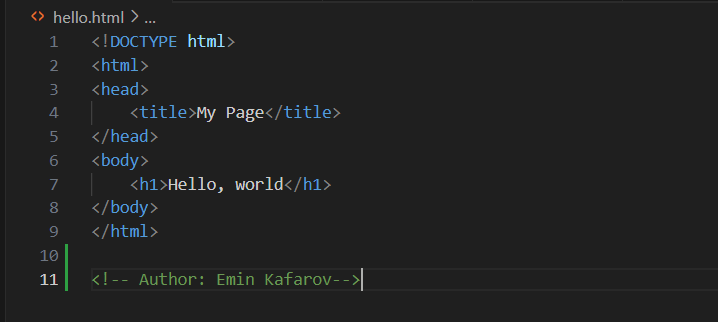 hello.html > ...
1 <!DOCTYPE html>
2 <html>
3 <head>
4     <title>My Page</title>
5 </head>
6 <body>
7     <h1>Hello, world</h1>
8 </body>
9 </html>
10
11 <!-- Author: Emin Kafarov-->